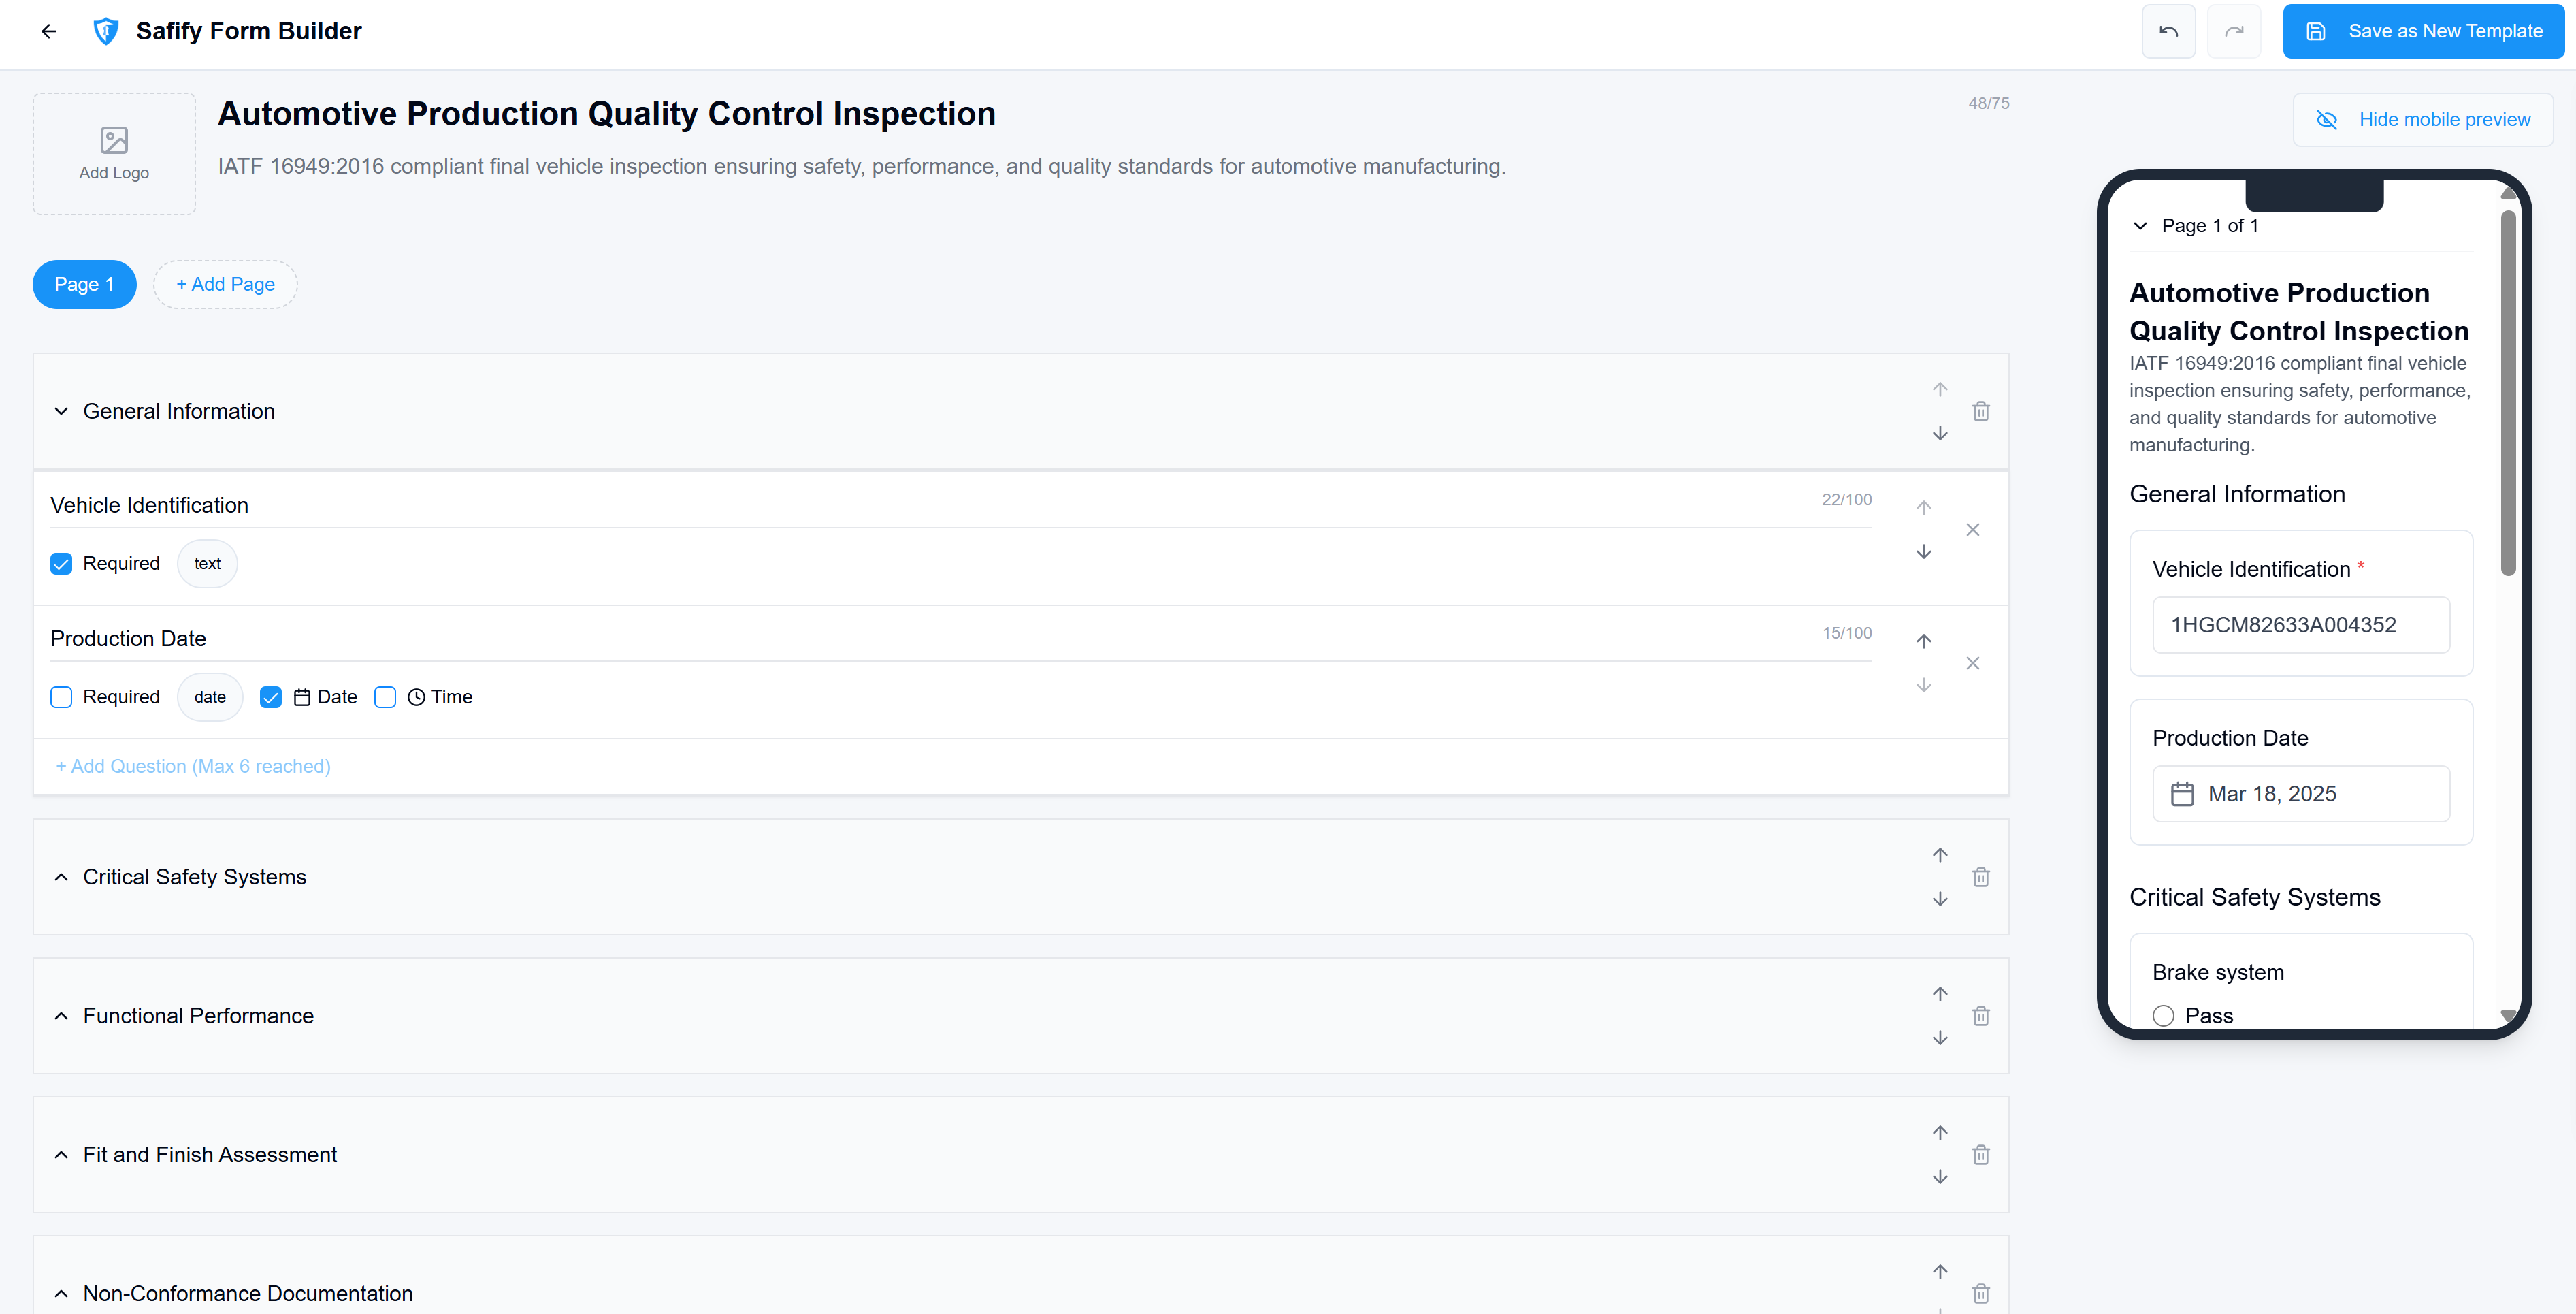 Safify Form Builder
Save as New Template
Add Logo
Automotive Production Quality Control Inspection
48/75
IATF 16949:2016 compliant final vehicle inspection ensuring safety, performance, and quality standards for automotive manufacturing.
Hide mobile preview
Page 1
+ Add Page
General Information
Vehicle Identification
22/100
Required
text
Production Date
15/100
Required
date
Date
Time
+ Add Question (Max 6 reached)
Critical Safety Systems
Functional Performance
Fit and Finish Assessment
Non-Conformance Documentation
Page 1 of 1
Automotive Production
Quality Control Inspection
IATF 16949:2016 compliant final vehicle
inspection ensuring safety, performance,
and quality standards for automotive
manufacturing.
General Information
Vehicle Identification *
1HGCM82633A004352
Production Date
Mar 18, 2025
Critical Safety Systems
Brake system
Pass